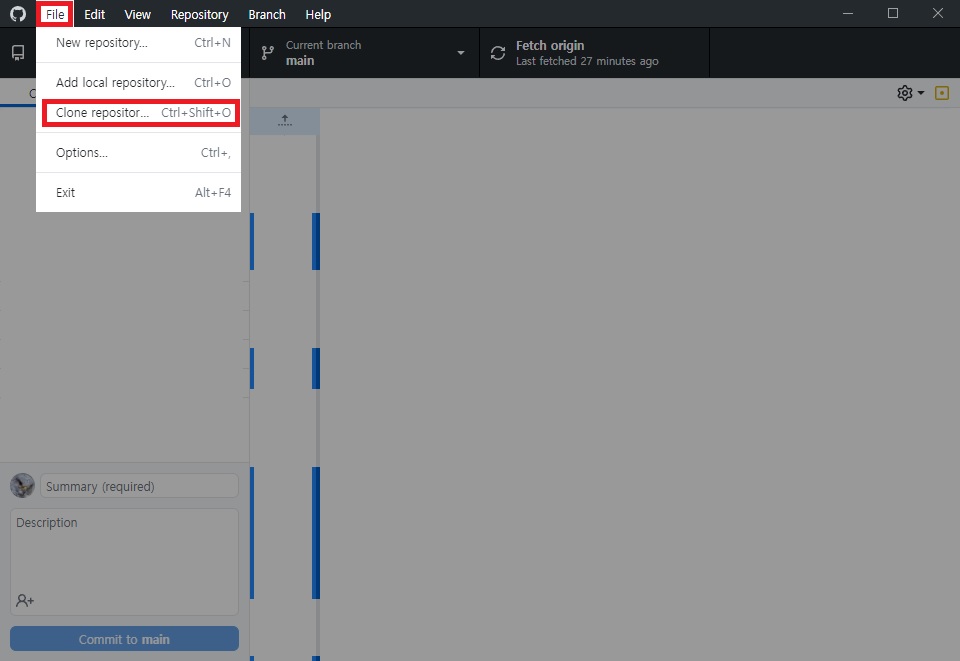 File Edit View Repository Branch Help
New repository... Ctrl+N
Add local repository... Ctrl+O
Clone repositor... Ctrl+Shift+O
Options... Ctrl+,
Exit Alt+F4
Current branch
main
Fetch origin
Last fetched 27 minutes ago
Summary (required)
Description
Commit to main